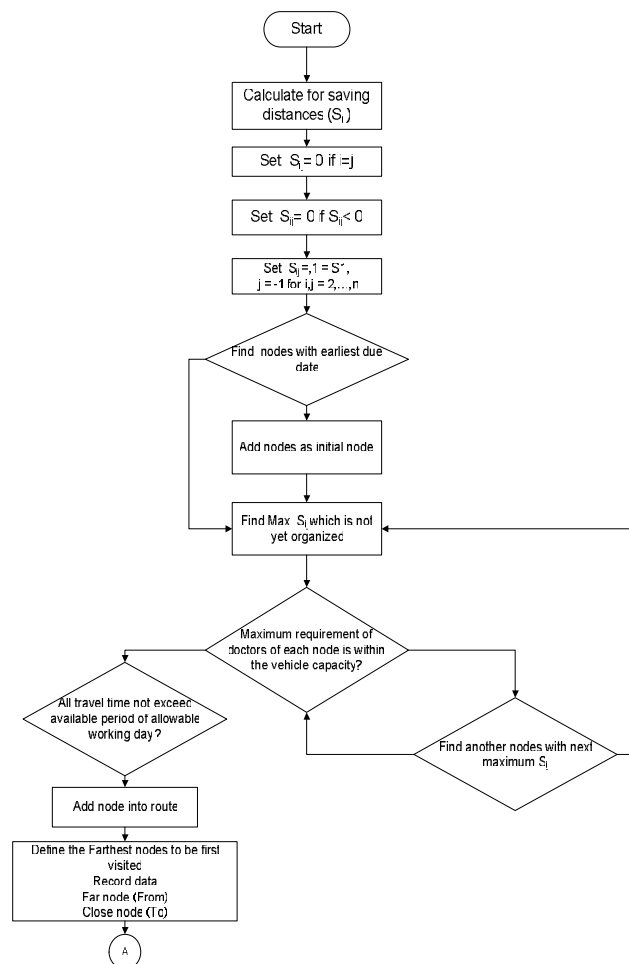 Start
Calculate for saving
distances (Sij)
Set Sij= 0 if i=j
Set Sij= 0 if Sij< 0
Set Sij =,1 = S1,
j = -1 for i,j = 2,...,n
Find nodes with earliest due
date
Add nodes as initial node
Find Max Sij which is not
yet organized
Maximum requirement of
doctors of each node is within
the vehicle capacity?
All travel time not exceed
available period of allowable
working day?
Find another nodes with next
maximum Sij
Add node into route
Define the Farthest nodes to be first
visited
Record data
Far node (From)
Close node (To)
A